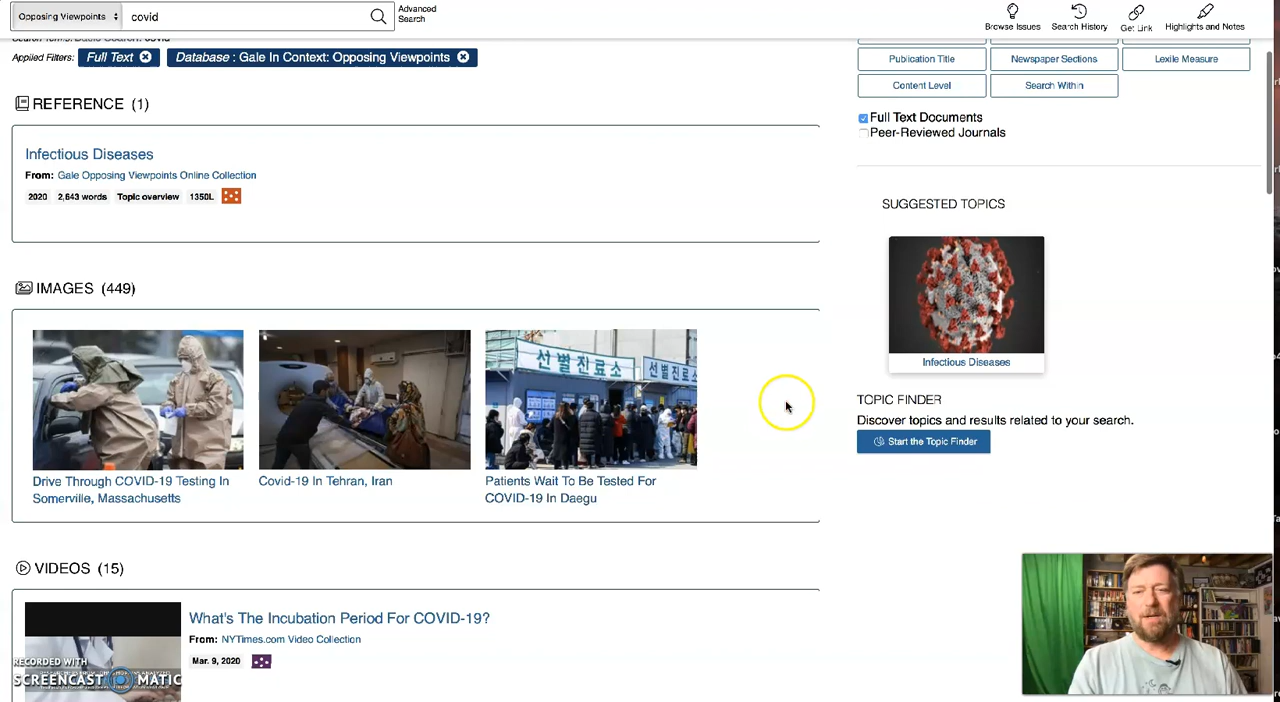 Opposing Viewpoints
covid
Advanced
Search
Browse Issues
Search History
Get Link
Highlights and Notes
Applied Filters:
Full Text
Database : Gale In Context: Opposing Viewpoints
Publication Title
Newspaper Sections
Lexile Measure
Content Level
Search Within
REFERENCE (1)
Full Text Documents
Peer-Reviewed Journals
Infectious Diseases
From: Gale Opposing Viewpoints Online Collection
2020 2,643 words Topic overview 1350L
SUGGESTED TOPICS
Infectious Diseases
IMAGES (449)
선별진료소
선별진료소
Drive Through COVID-19 Testing In
Somerville, Massachusetts
Covid-19 In Tehran, Iran
Patients Wait To Be Tested For
COVID-19 In Daegu
TOPIC FINDER
Discover topics and results related to your search.
Start the Topic Finder
VIDEOS (15)
What's The Incubation Period For COVID-19?
From: NYTimes.com Video Collection
Mar. 9, 2020
RECORDED WITH
SCREENCAST MATIC